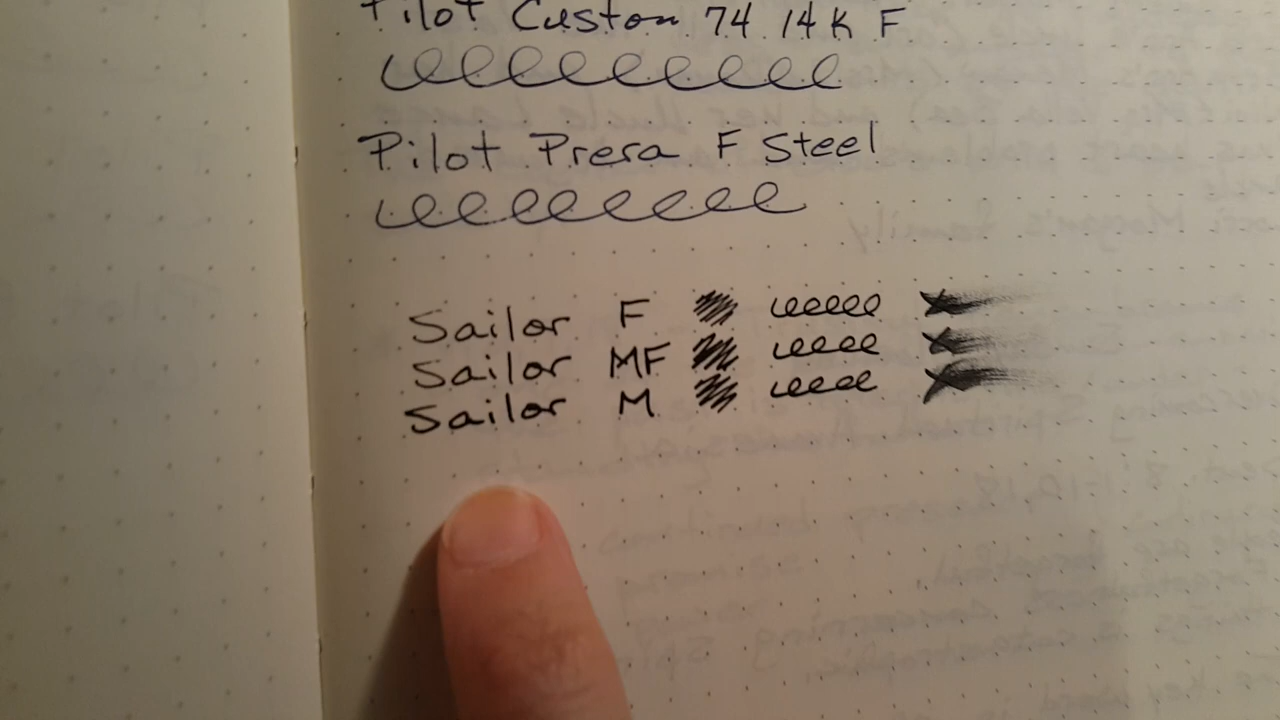 Pilot Custom 74 14K F
Pilot Prera F Steel
Sailor F
Sailor MF
Sailor M